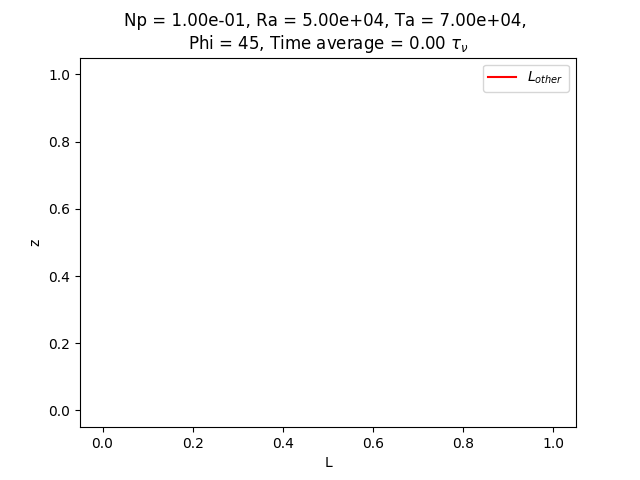 Np = 1.00e-01, Ra = 5.00e+04, Ta = 7.00e+04,
Phi = 45, Time average = 0.00 τν
L_other
1.0
0.8
0.6
0.4
0.2
0.0
z
0.0 0.2 0.4 0.6 0.8 1.0
L